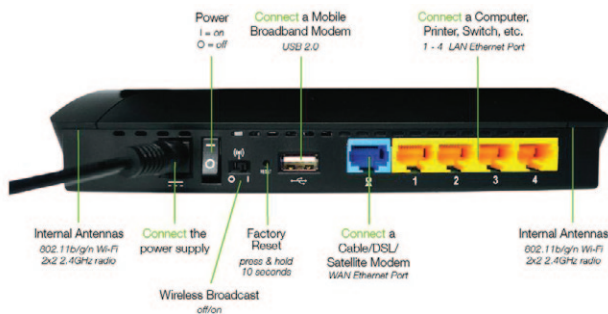 Power
I = on
O = off
Connect a Mobile
Broadband Modem
USB 2.0
Connect a Computer,
Printer, Switch, etc.
1 - 4 LAN Ethernet Port
O
O I
1
2
3
4
Internal Antennas
802.11b/g/n Wi-Fi
2x2 2.4GHz radio
Connect the
power supply
Wireless Broadcast
off/on
Factory
Reset
press & hold
10 seconds
Connect a
Cable/DSL/
Satellite Modem
WAN Ethernet Port
Internal Antennas
802.11b/g/n Wi-Fi
2x2 2.4GHz radio